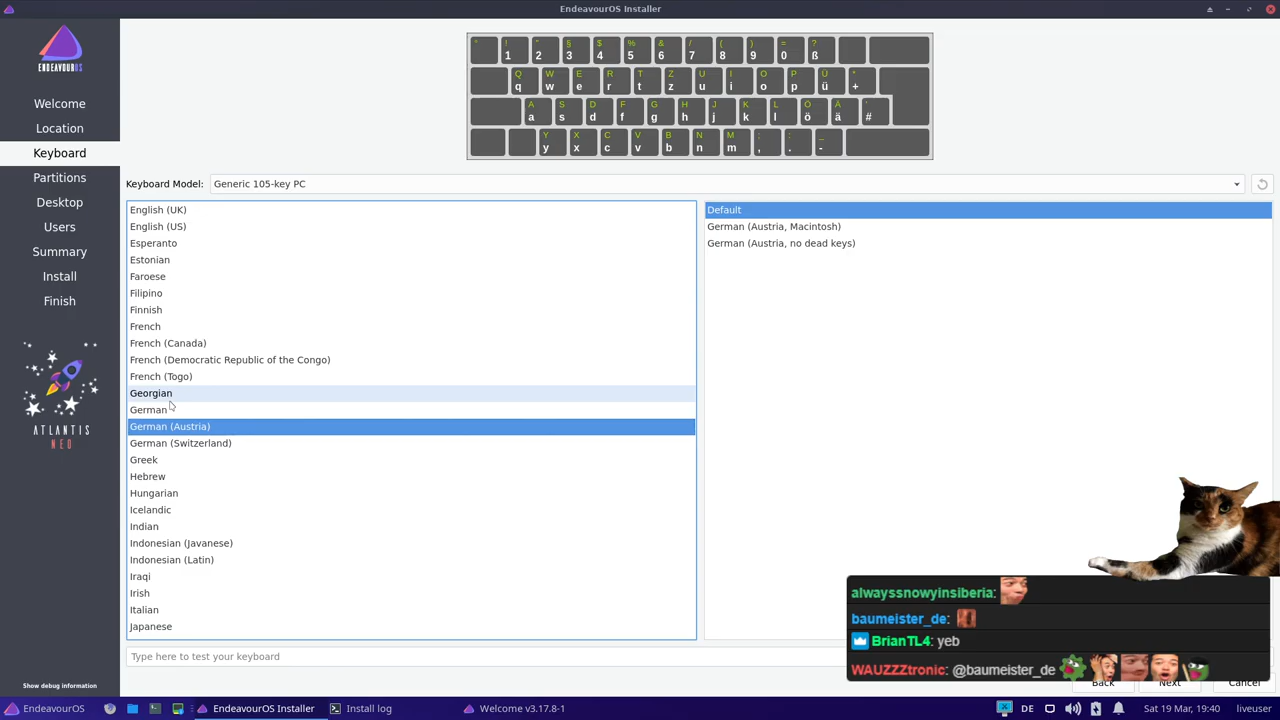 EndeavourOS Installer
ENDEAVOUROS
Welcome
Location
Keyboard
Partitions
Desktop
Users
Summary
Install
Finish
ATLANTIS
NEO
Show debug information
° ! " § $ % & / ( ) = ?
1 2 3 4 5 6 7 8 9 0 ß
Q W E R T Z U I O P Ü *
q w e r t z u i o p ü +
A S D F G H J K L Ö Ä '
a s d f g h j k l ö ä #
Y X C V B N M ; : _
y x c v b n m , . -
Keyboard Model: Generic 105-key PC
English (UK)
English (US)
Esperanto
Estonian
Faroese
Filipino
Finnish
French
French (Canada)
French (Democratic Republic of the Congo)
French (Togo)
Georgian
German
German (Austria)
German (Switzerland)
Greek
Hebrew
Hungarian
Icelandic
Indian
Indonesian (Javanese)
Indonesian (Latin)
Iraqi
Irish
Italian
Japanese
Default
German (Austria, Macintosh)
German (Austria, no dead keys)
Type here to test your keyboard
alwayssnowyinsiberia:
baumeister_de:
BrianTL4: yeb
WAUZZZtronic: @baumeister_de
Back Next Cancel
EndeavourOS EndeavourOS Installer Install log Welcome v3.17.8-1 DE Sat 19 Mar, 19:40 liveuser